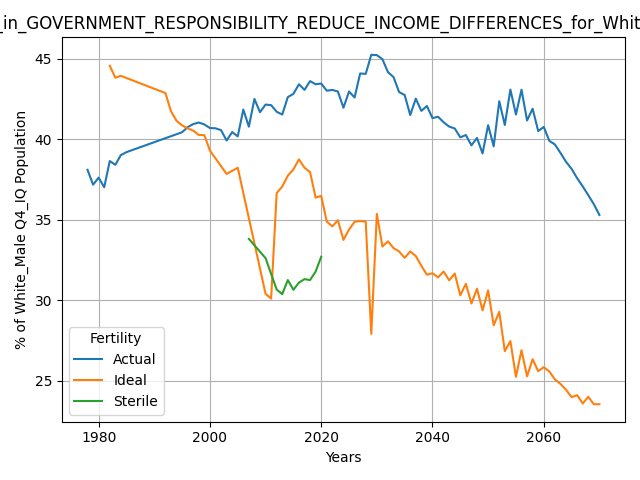 _in_GOVERNMENT_RESPONSIBILITY_REDUCE_INCOME_DIFFERENCES_for_Whit
% of White_Male Q4_IQ Population
45
40
35
30
25
Fertility
Actual
Ideal
Sterile
1980
2000
2020
2040
2060
Years